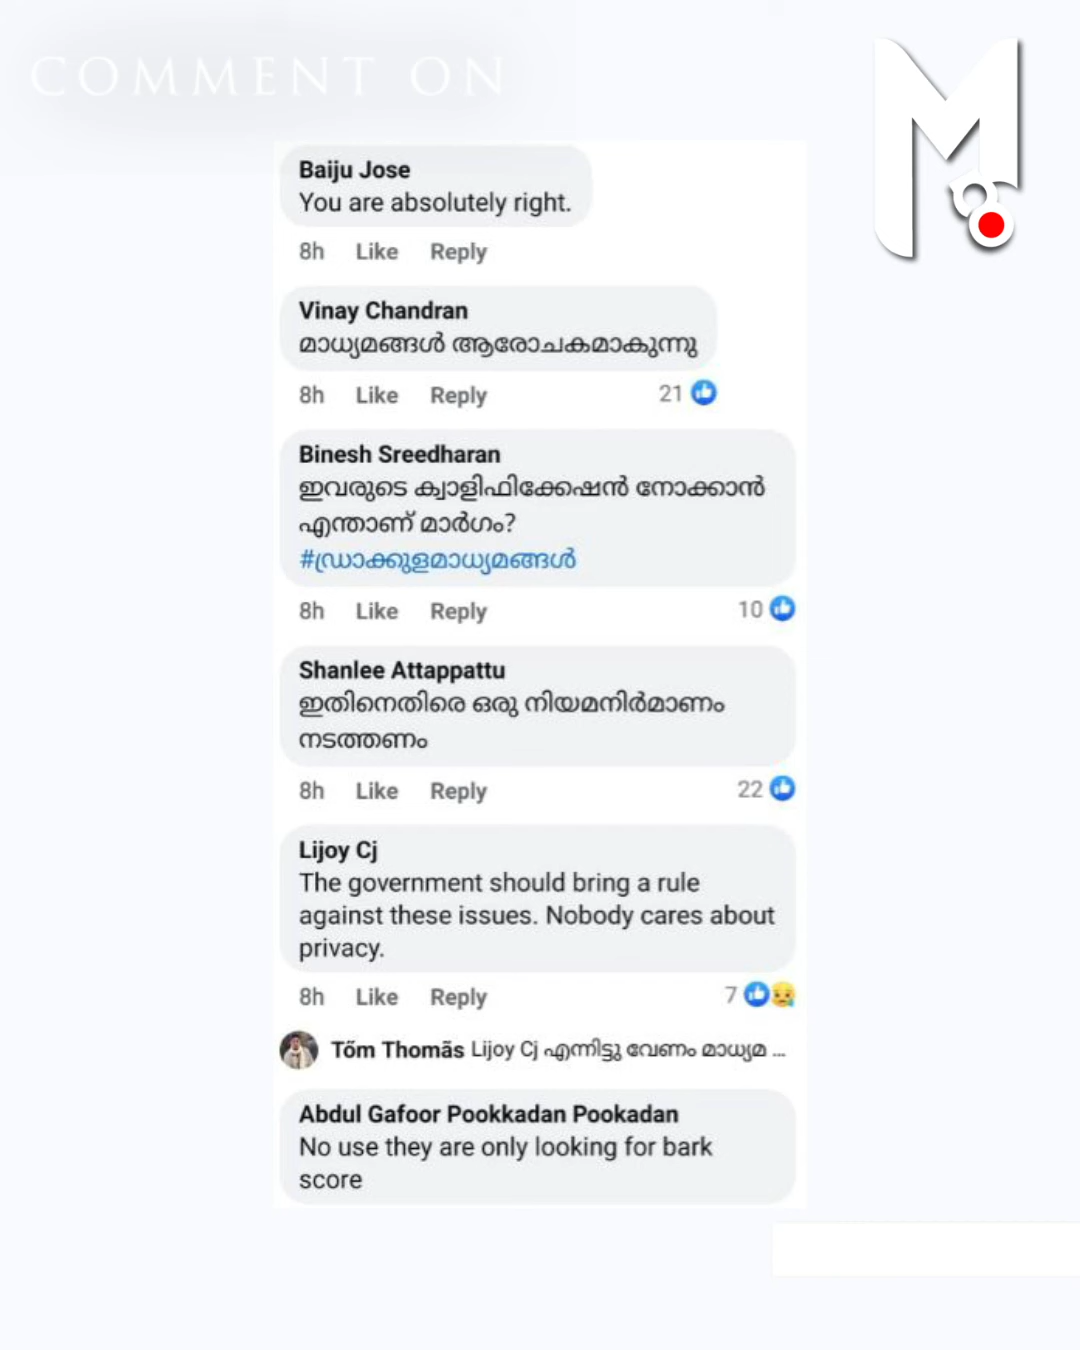 COMMENT ON
M
Baiju Jose
You are absolutely right.
8h Like Reply
Vinay Chandran
മാധ്യമങ്ങൾ ആരോചകമാകുന്നു
8h Like Reply 21
Binesh Sreedharan
ഇവരുടെ ക്വാളിഫിക്കേഷൻ നോക്കാൻ
എന്താണ് മാർഗം?
#ഡ്രാക്കുളമാധ്യമങ്ങൾ
8h Like Reply 10
Shanlee Attappattu
ഇതിനെതിരെ ഒരു നിയമനിർമാണം
നടത്തണം
8h Like Reply 22
Lijoy Cj
The government should bring a rule
against these issues. Nobody cares about
privacy.
8h Like Reply 7
Tőm Thomãs Lijoy Cj എന്നിട്ടു വേണം മാധ്യമ ...
Abdul Gafoor Pookkadan Pookadan
No use they are only looking for bark
score